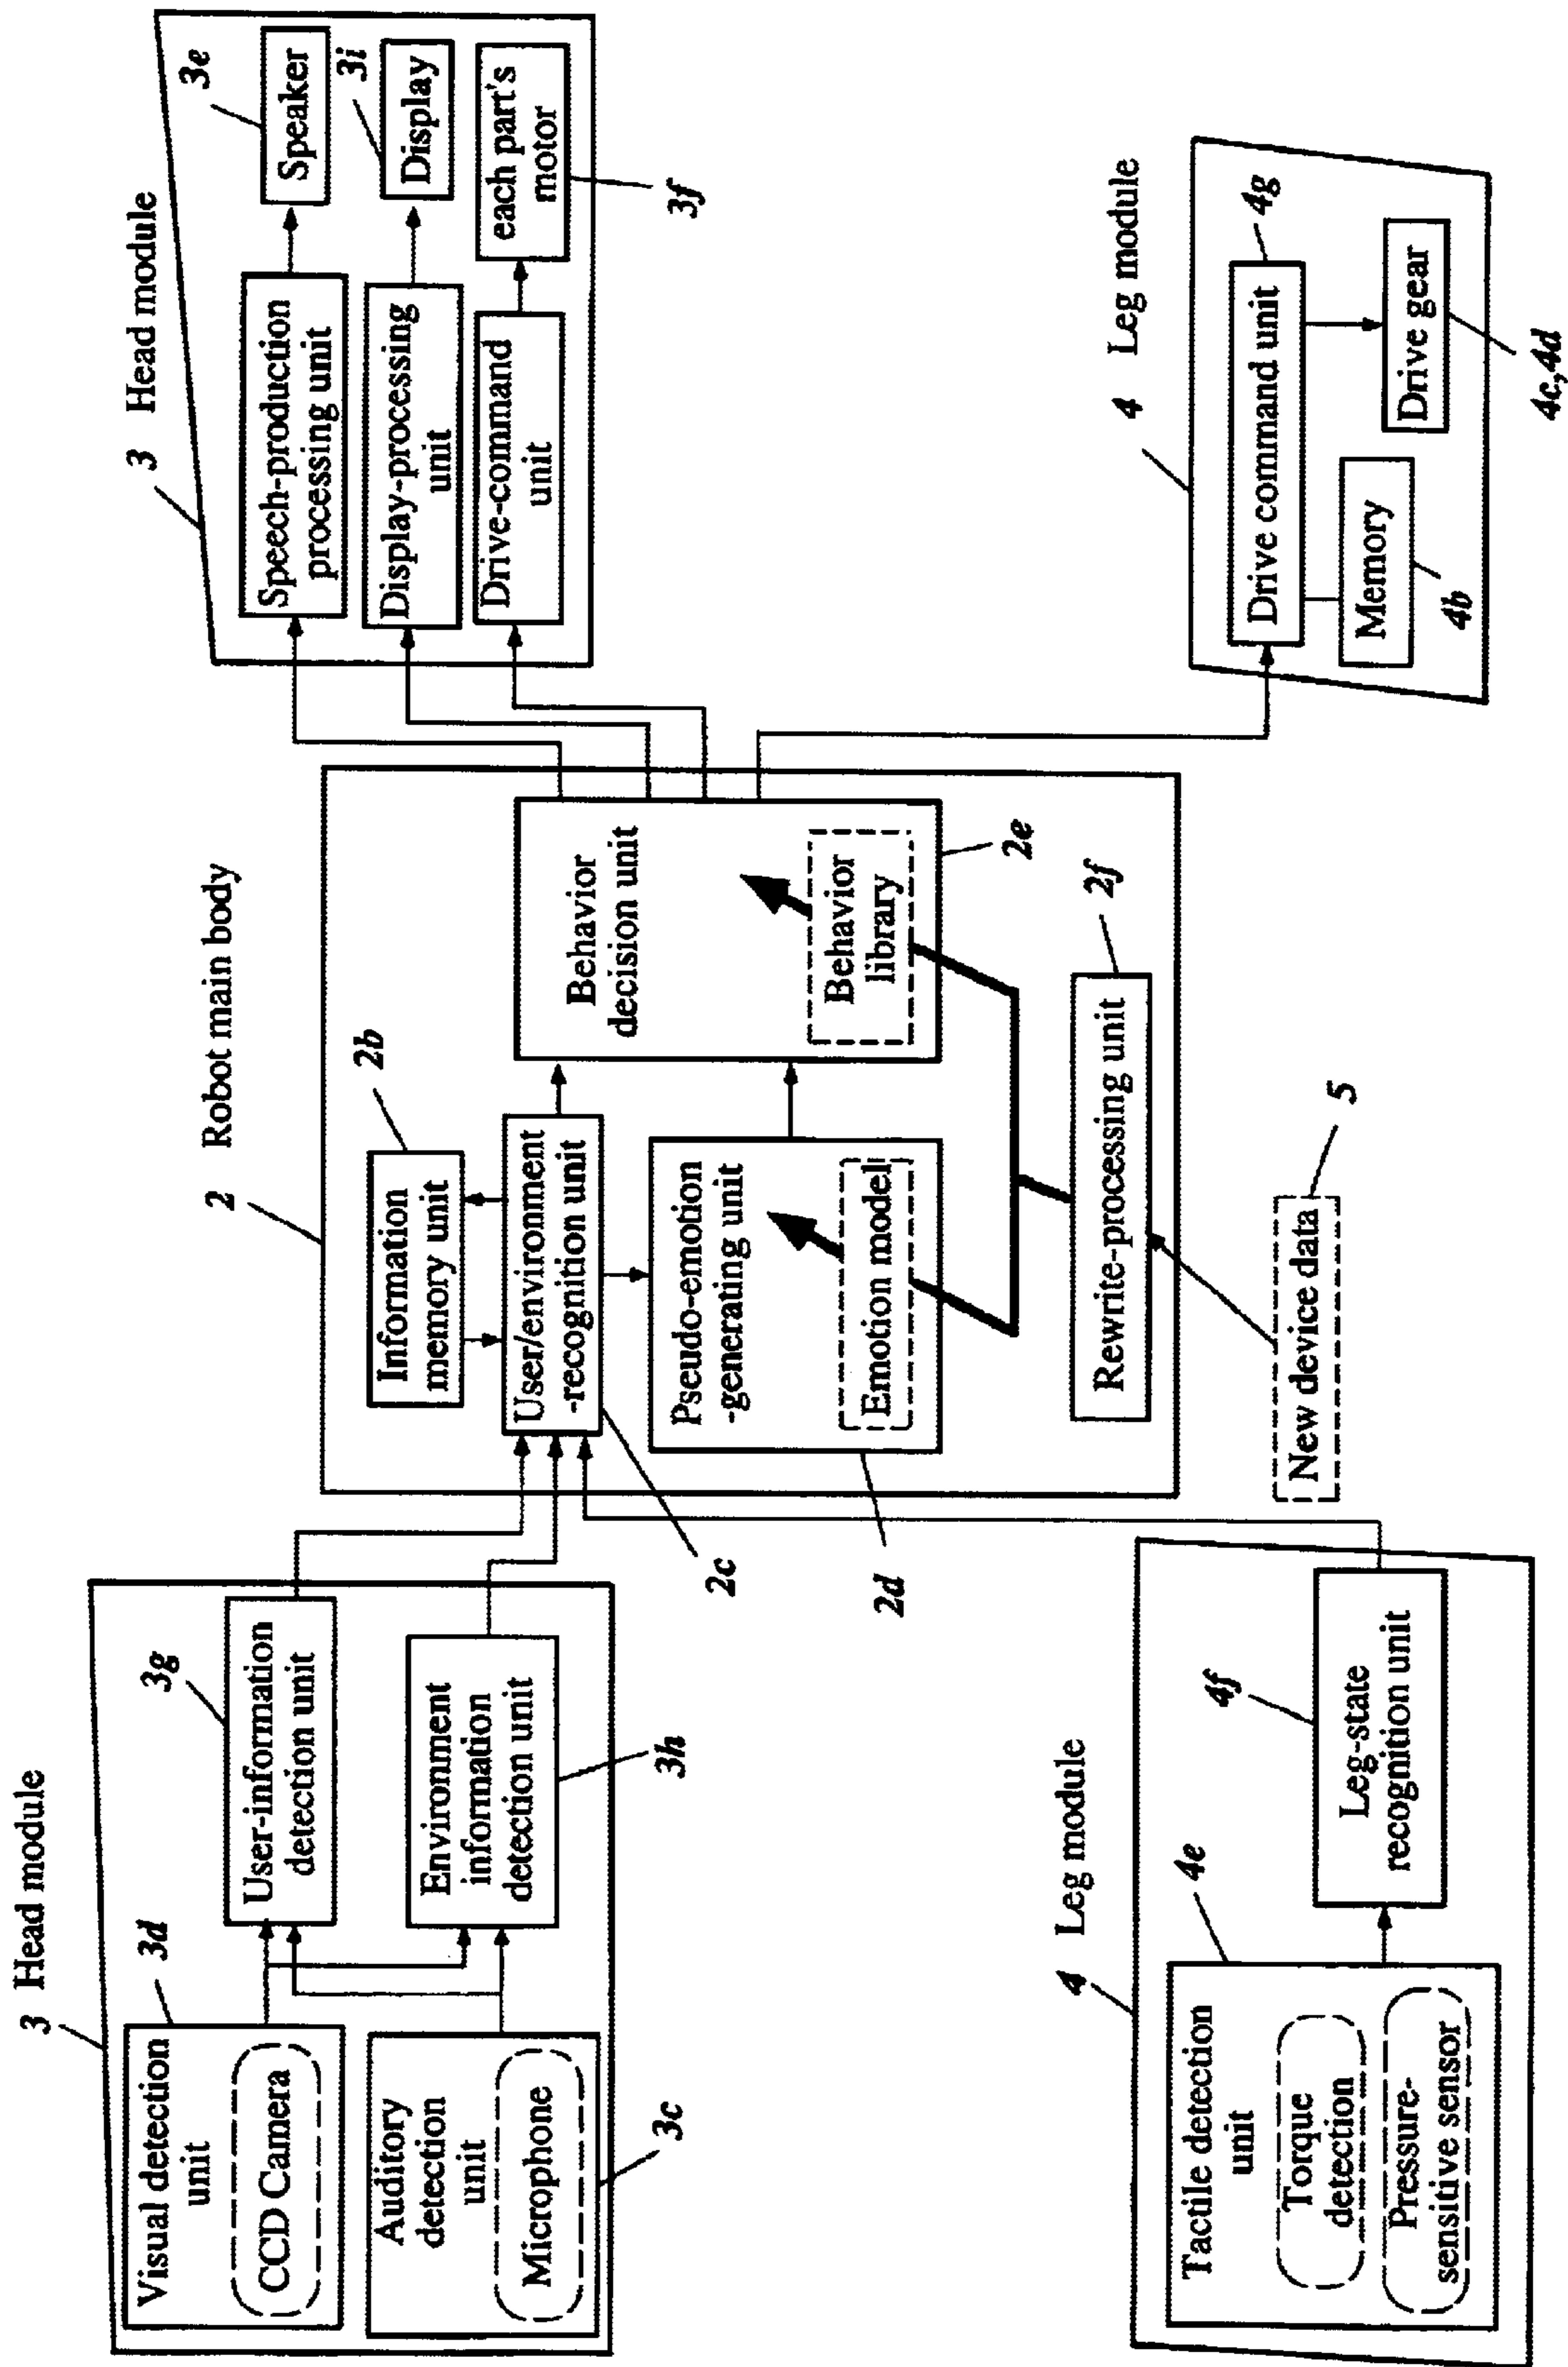 3 Head module
Visual detection
unit
3d
CCD Camera
Auditory
detection
unit
Microphone
3c
User-information
detection unit
3g
Environment
information
detection unit
3h
4 Leg module
Tactile detection
unit
4e
Torque
detection
Pressure-
sensitive sensor
Leg-state
recognition unit
4f
2 Robot main body
Information
memory unit
2b
User/environment
-recognition unit
2c
Pseudo-emotion
-generating unit
Emotion model
2d
Behavior
decision unit
Behavior
library
2e
Rewrite-processing unit
2f
New device data
5
3 Head module
Speech-production
processing unit
Speaker
3e
Display-processing
unit
Display
3i
Drive-command
unit
each part's
motor
3f
4 Leg module
Drive command unit
4g
Memory
4b
Drive gear
4c,4d